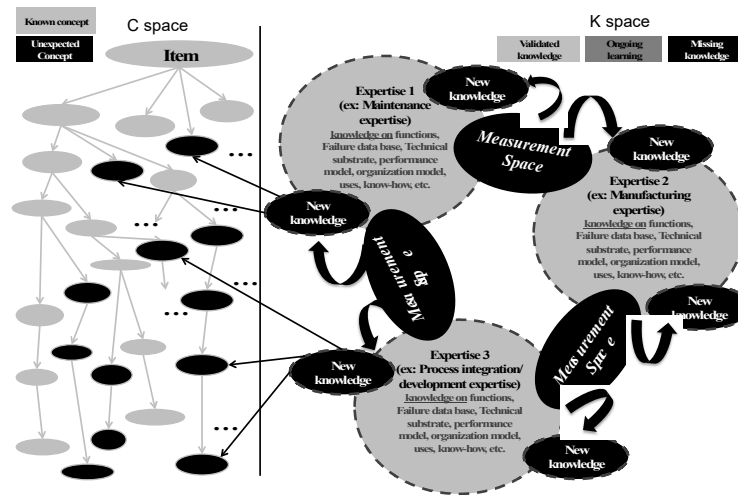 C space
K space
Known concept
Unexpected
Concept
Item
Validated
knowledge
Ongoing
learning
Missing
knowledge
Expertise 1
(ex: Maintenance
expertise)
knowledge on functions,
Failure data base, Technical
substrate, performance
model, organization model,
uses, know-how, etc.
New
knowledge
Measurement
Space
New
knowledge
Expertise 2
(ex: Manufacturing
expertise)
knowledge on functions,
Failure data base, Technical
substrate, performance
model, organization model,
uses, know-how, etc.
New
knowledge
Measurement
Space
New
knowledge
Measurement
Space
New
knowledge
Expertise 3
(ex: Process integration/
development expertise)
knowledge on functions,
Failure data base, Technical
substrate, performance
model, organization model,
uses, know-how, etc.
New
knowledge
...
...
...
...
...
...
...